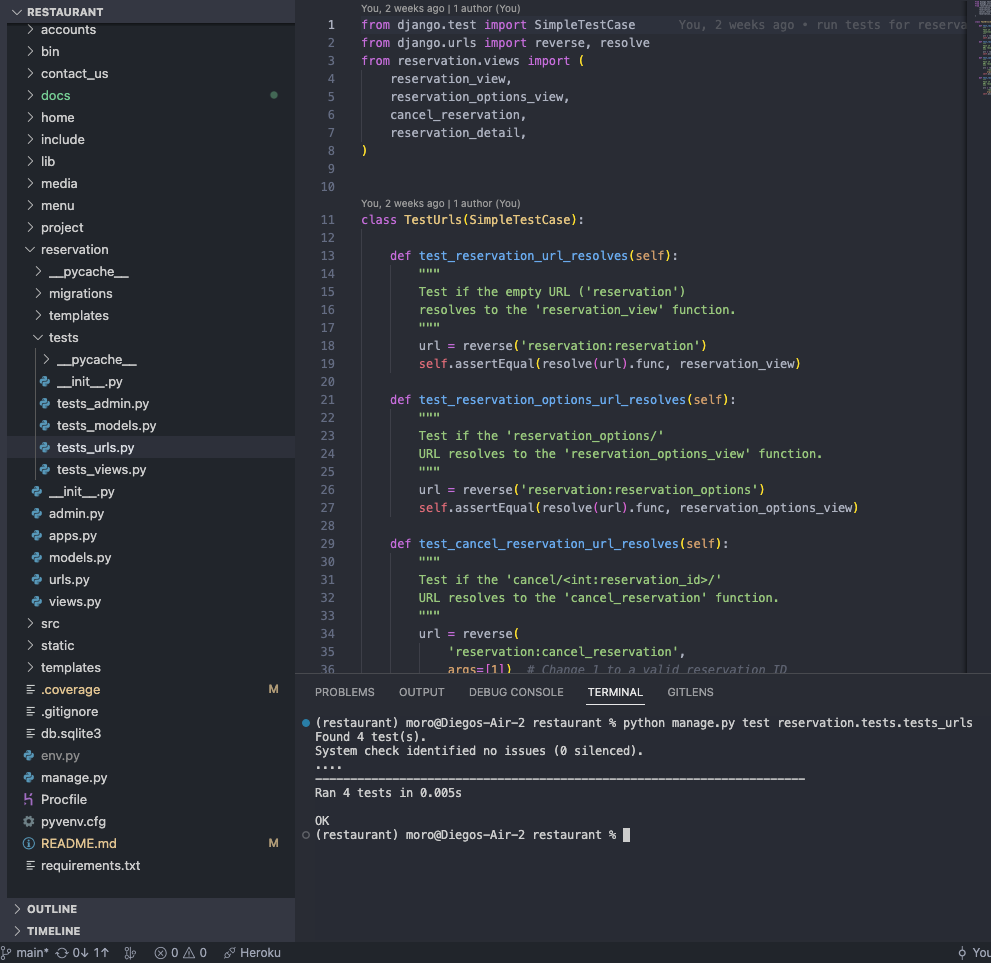 RESTAURANT
accounts
bin
contact_us
docs
home
include
lib
media
menu
project
reservation
__pycache__
migrations
templates
tests
__pycache__
__init__.py
tests_admin.py
tests_models.py
tests_urls.py
tests_views.py
__init__.py
admin.py
apps.py
models.py
urls.py
views.py
src
static
templates
.coverage M
.gitignore
db.sqlite3
env.py
manage.py
Procfile
pyvenv.cfg
README.md M
requirements.txt
OUTLINE
TIMELINE
You, 2 weeks ago | 1 author (You)
1 from django.test import SimpleTestCase You, 2 weeks ago • run tests for reserva
2 from django.urls import reverse, resolve
3 from reservation.views import (
4 reservation_view,
5 reservation_options_view,
6 cancel_reservation,
7 reservation_detail,
8 )
9
10
You, 2 weeks ago | 1 author (You)
11 class TestUrls(SimpleTestCase):
12
13 def test_reservation_url_resolves(self):
14 """
15 Test if the empty URL ('reservation')
16 resolves to the 'reservation_view' function.
17 """
18 url = reverse('reservation:reservation')
19 self.assertEqual(resolve(url).func, reservation_view)
20
21 def test_reservation_options_url_resolves(self):
22 """
23 Test if the 'reservation_options/'
24 URL resolves to the 'reservation_options_view' function.
25 """
26 url = reverse('reservation:reservation_options')
27 self.assertEqual(resolve(url).func, reservation_options_view)
28
29 def test_cancel_reservation_url_resolves(self):
30 """
31 Test if the 'cancel/<int:reservation_id>/'
32 URL resolves to the 'cancel_reservation' function.
33 """
34 url = reverse(
35 'reservation:cancel_reservation',
36 args=[1]) # Change 1 to a valid reservation ID
PROBLEMS OUTPUT DEBUG CONSOLE TERMINAL GITLENS
(restaurant) moro@Diegos-Air-2 restaurant % python manage.py test reservation.tests.tests_urls
Found 4 test(s).
System check identified no issues (0 silenced).
....
----------------------------------------------------------------------
Ran 4 tests in 0.005s
OK
(restaurant) moro@Diegos-Air-2 restaurant %
main* 0↓ 1↑ 0 0 Heroku You